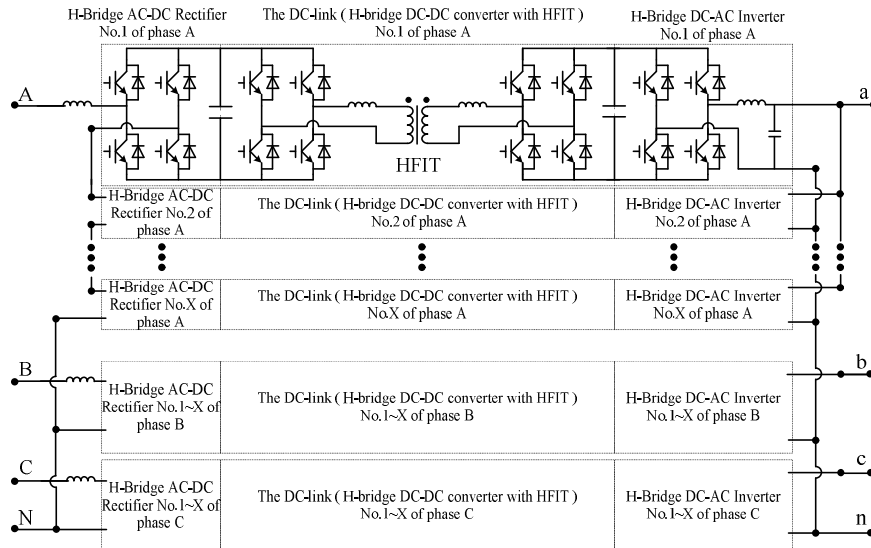 H-Bridge AC-DC Rectifier
No.1 of phase A
The DC-link ( H-bridge DC-DC converter with HFIT )
No.1 of phase A
H-Bridge DC-AC Inverter
No.1 of phase A
A
a
HFIT
H-Bridge AC-DC
Rectifier No.2 of
phase A
The DC-link ( H-bridge DC-DC converter with HFIT )
No.2 of phase A
H-Bridge DC-AC Inverter
No.2 of phase A
H-Bridge AC-DC
Rectifier No.X of
phase A
The DC-link ( H-bridge DC-DC converter with HFIT )
No.X of phase A
H-Bridge DC-AC Inverter
No.X of phase A
B
b
H-Bridge AC-DC
Rectifier No.1~X of
phase B
The DC-link ( H-bridge DC-DC converter with HFIT )
No.1~X of phase B
H-Bridge DC-AC Inverter
No.1~X of phase B
C
c
H-Bridge AC-DC
Rectifier No.1~X of
phase C
The DC-link ( H-bridge DC-DC converter with HFIT )
No.1~X of phase C
H-Bridge DC-AC Inverter
No.1~X of phase C
N
n